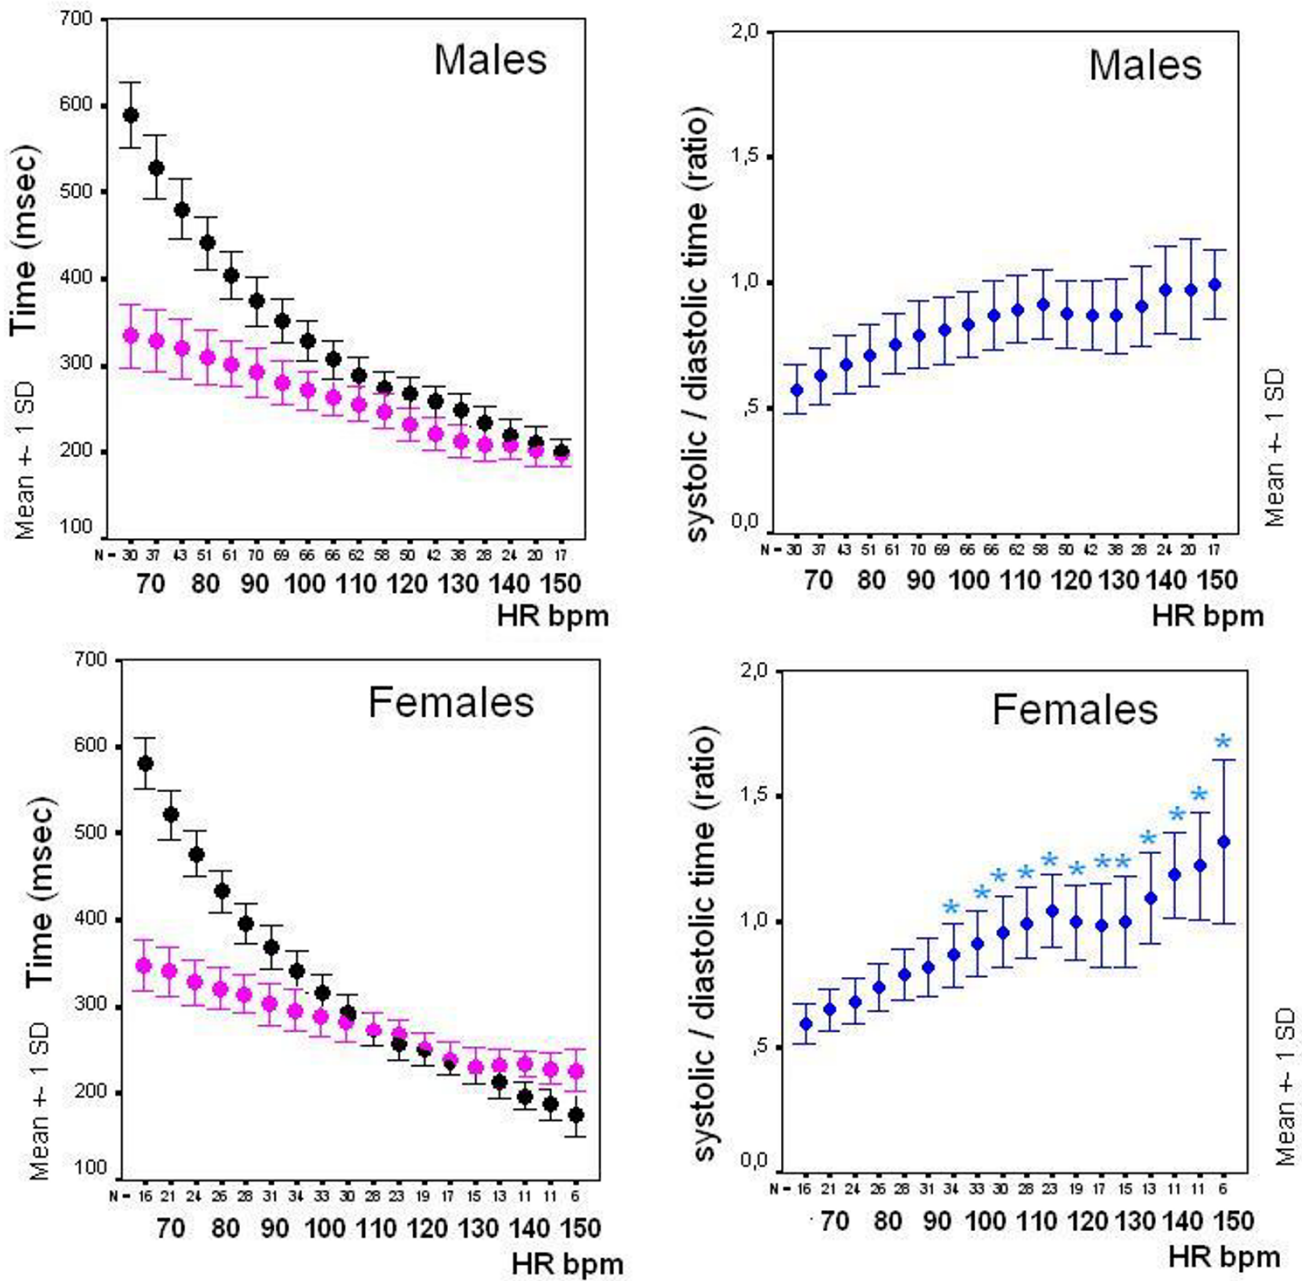 Males
700
600
500
400
300
200
100
Time (msec)
Mean +- 1 SD
N = 30 37 43 51 61 70 69 66 66 62 58 50 42 38 28 24 20 17
70 80 90 100 110 120 130 140 150
HR bpm
Males
2,0
1,5
1,0
,5
0,0
systolic / diastolic time (ratio)
Mean +- 1 SD
N = 30 37 43 51 61 70 69 66 66 62 58 50 42 38 28 24 20 17
70 80 90 100 110 120 130 140 150
HR bpm
Females
700
600
500
400
300
200
100
Time (msec)
Mean +- 1 SD
N = 16 21 24 26 28 31 34 33 30 28 23 19 17 15 13 11 11 6
70 80 90 100 110 120 130 140 150
HR bpm
Females
2,0
1,5
1,0
,5
0,0
systolic / diastolic time (ratio)
Mean +- 1 SD
* * * * * * * * * * * *
N = 16 21 24 26 28 31 34 33 30 28 23 19 17 15 13 11 11 6
70 80 90 100 110 120 130 140 150
HR bpm